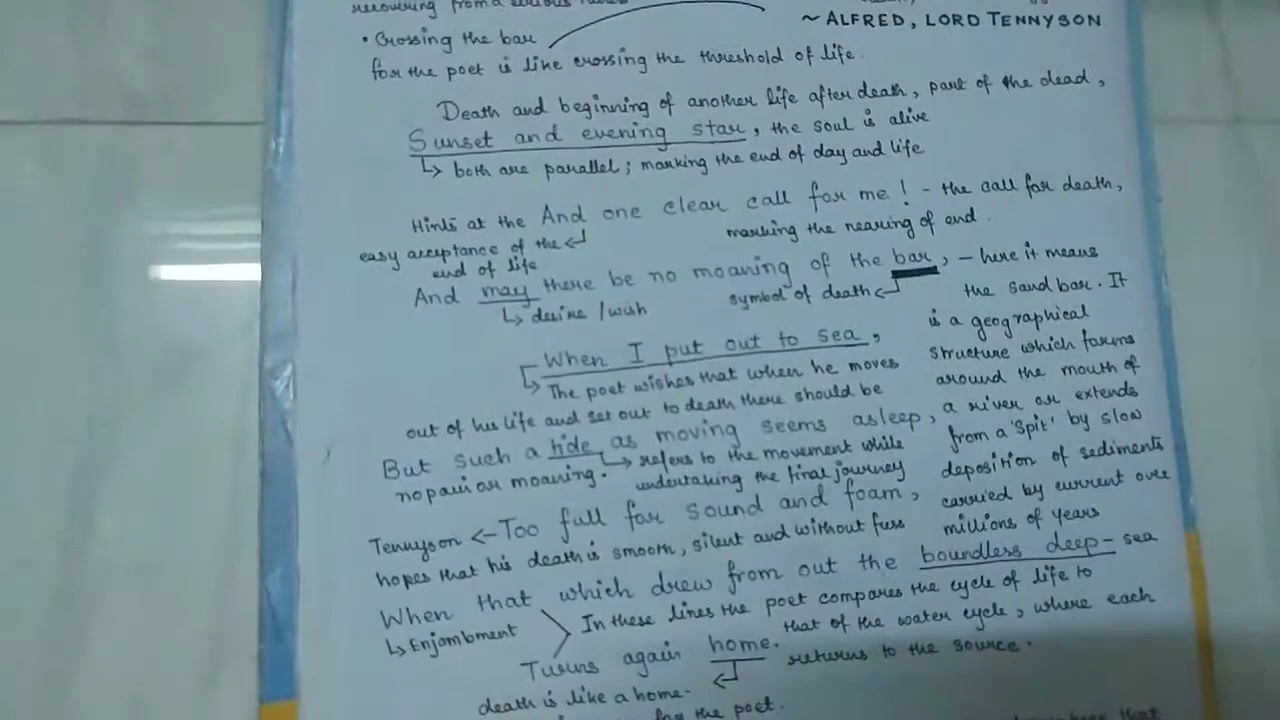 recovering from a serious
~ ALFRED, LORD TENNYSON
• Crossing the bar
for the poet is like crossing the threshold of life.
Death and beginning of another life after death, part of the dead,
Sunset and evening star, the soul is alive
↳ both are parallel; marking the end of day and life
Hints at the And one clear call for me! - the call for death,
easy acceptance of the marking the nearing of end.
end of life
And may there be no moaning of the bar, - here it means
↳ desire / wish symbol of death the sand bar. It
is a geographical
When I put out to sea, structure which forms
↳ The poet wishes that when he moves around the mouth of
out of his life and set out to death there should be a river or extends
But such a tide as moving seems asleep, from a 'spit' by slow
no pain or moaning. ↳ refers to the movement while deposition of sediments
undertaking the final journey carried by current over
Tennyson ← Too full for sound and foam, millions of years
hopes that his death is smooth, silent and without fuss
When that which drew from out the boundless deep - sea
↳ Enjambment In these lines the poet compares the cycle of life to
that of the water cycle, where each
Turns again home. returns to the source.
death is like a home-
for the poet.
that